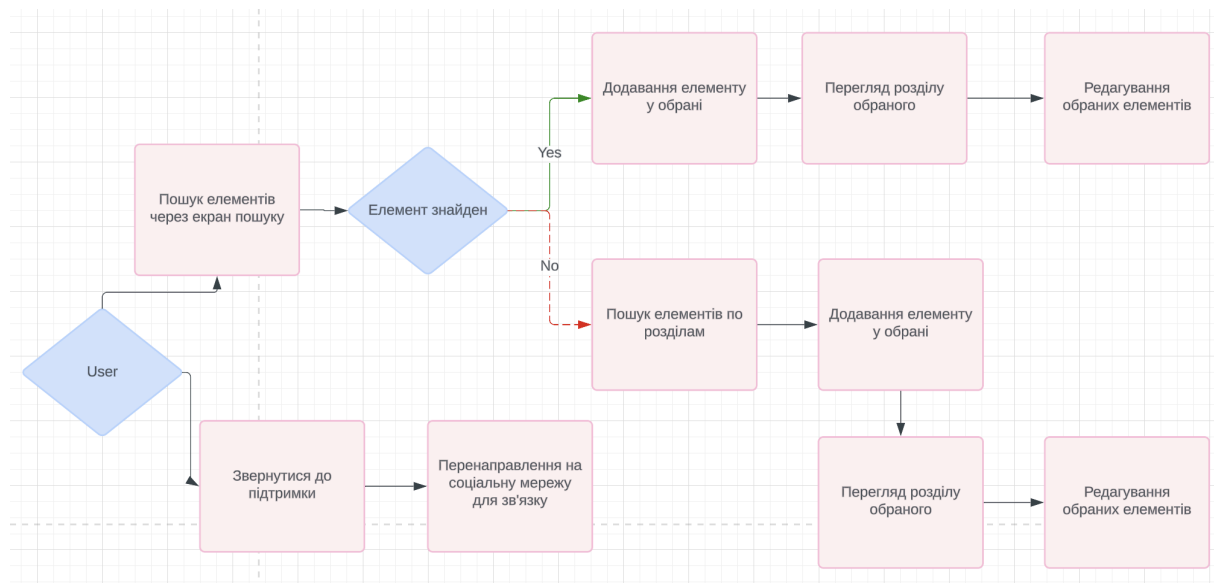 Додавання елементу
у обрані
Перегляд розділу
обраного
Редагування
обраних елементів
Yes
Пошук елементів
через екран пошуку
Елемент знайден
No
Пошук елементів по
розділам
Додавання елементу
у обрані
User
Звернутися до
підтримки
Перенаправлення на
соціальну мережу
для зв'язку
Перегляд розділу
обраного
Редагування
обраних елементів